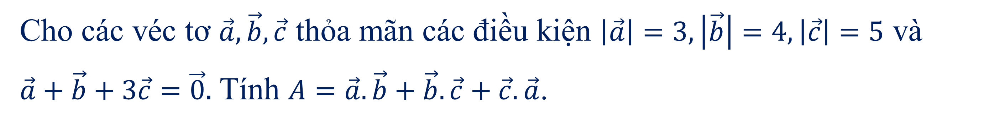 Cho các véc tơ \(\vec{a}, \vec{b}, \vec{c}\) thỏa mãn các điều kiện \(|\vec{a}| = 3, |\vec{b}| = 4, |\vec{c}| = 5\) và
\(\vec{a} + \vec{b} + 3\vec{c} = \vec{0}\). Tính \(A = \vec{a}.\vec{b} + \vec{b}.\vec{c} + \vec{c}.\vec{a}\).